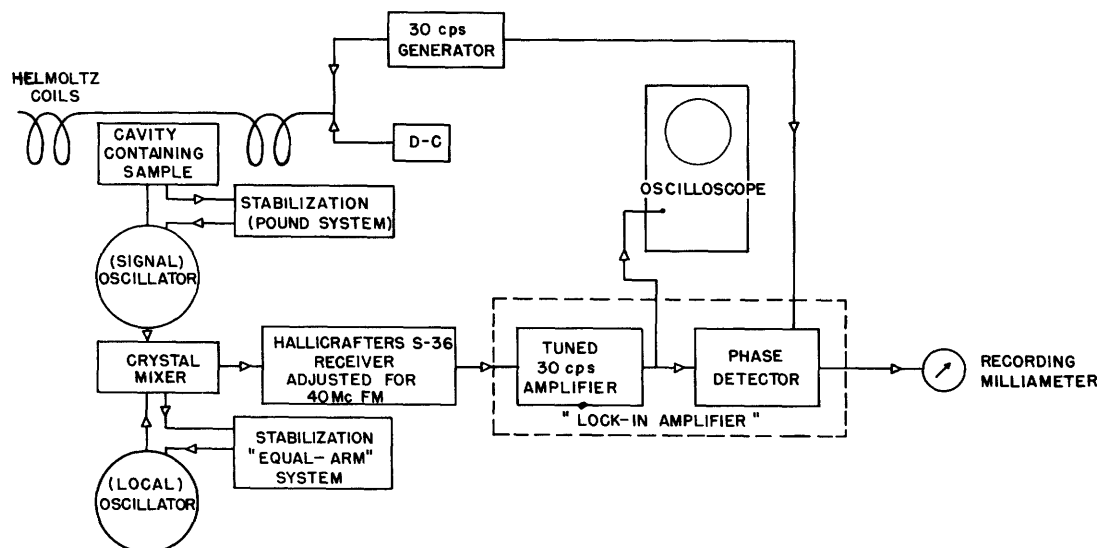 30 cps
GENERATOR
HELMOLTZ
COILS
D-C
CAVITY
CONTAINING
SAMPLE
STABILIZATION
(POUND SYSTEM)
OSCILLOSCOPE
(SIGNAL)
OSCILLATOR
CRYSTAL
MIXER
HALLICRAFTERS S-36
RECEIVER
ADJUSTED FOR
40Mc FM
TUNED
30 cps
AMPLIFIER
PHASE
DETECTOR
RECORDING
MILLIAMETER
" LOCK-IN AMPLIFIER "
STABILIZATION
"EQUAL-ARM"
SYSTEM
(LOCAL)
OSCILLATOR